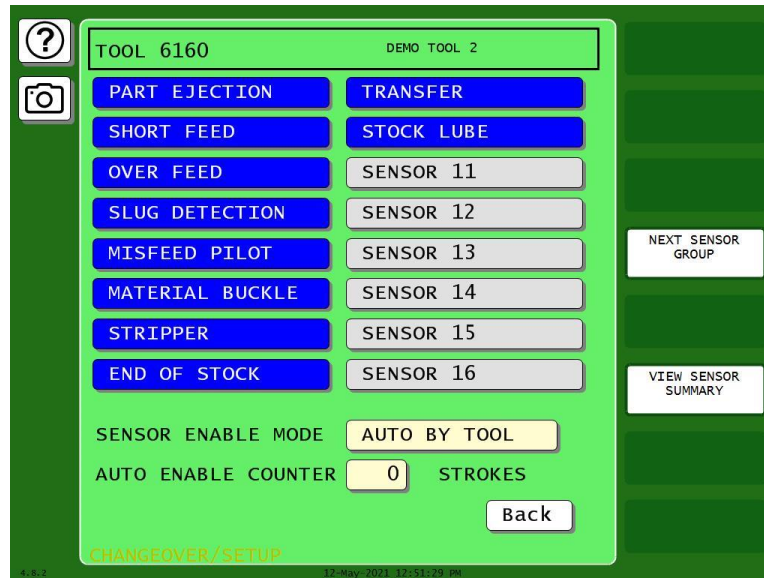 ?
TOOL 6160 DEMO TOOL 2
PART EJECTION TRANSFER
SHORT FEED STOCK LUBE
OVER FEED SENSOR 11
SLUG DETECTION SENSOR 12
MISFEED PILOT SENSOR 13
MATERIAL BUCKLE SENSOR 14
STRIPPER SENSOR 15
END OF STOCK SENSOR 16
NEXT SENSOR
GROUP
VIEW SENSOR
SUMMARY
SENSOR ENABLE MODE AUTO BY TOOL
AUTO ENABLE COUNTER 0 STROKES
Back
CHANGEOVER/SETUP
4.8.2 12-May-2021 12:51:29 PM